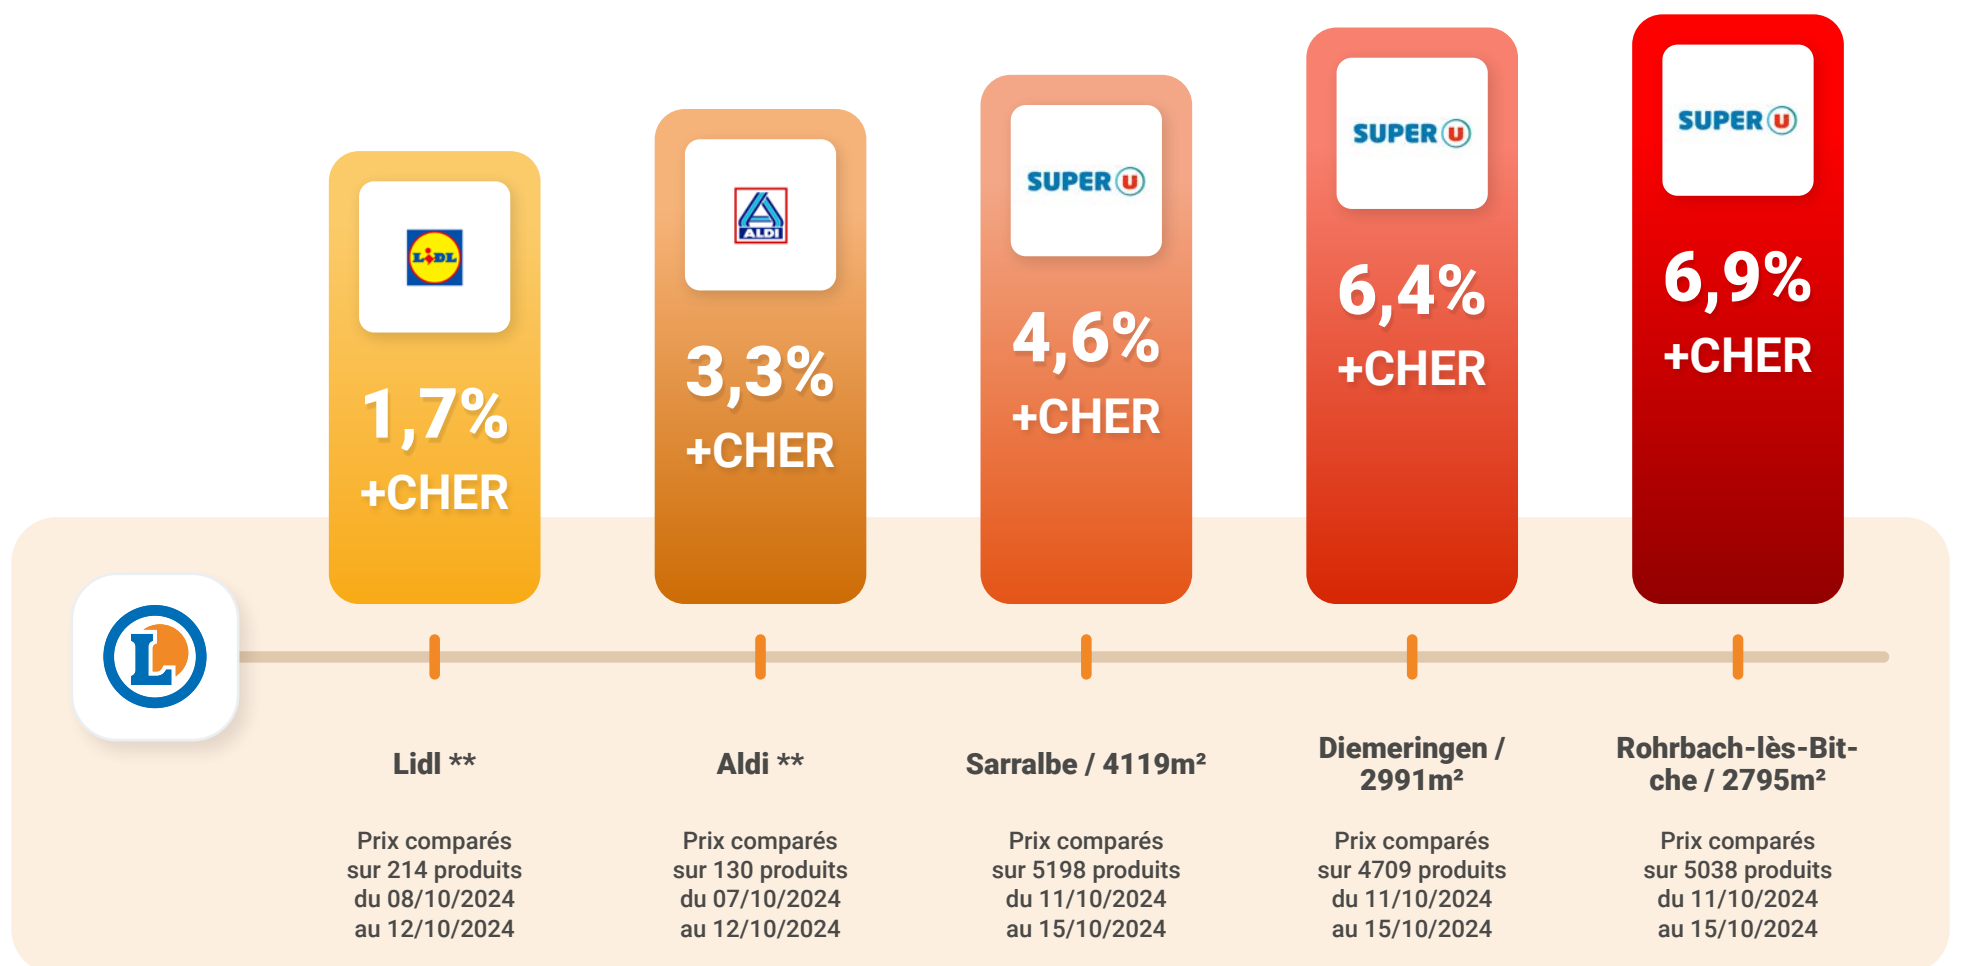 LIDL
1,7%
+CHER
ALDI
3,3%
+CHER
SUPER U
4,6%
+CHER
SUPER U
6,4%
+CHER
SUPER U
6,9%
+CHER
L
Lidl **
Prix comparés
sur 214 produits
du 08/10/2024
au 12/10/2024
Aldi **
Prix comparés
sur 130 produits
du 07/10/2024
au 12/10/2024
Sarralbe / 4119m²
Prix comparés
sur 5198 produits
du 11/10/2024
au 15/10/2024
Diemeringen /
2991m²
Prix comparés
sur 4709 produits
du 11/10/2024
au 15/10/2024
Rohrbach-lès-Bit-
che / 2795m²
Prix comparés
sur 5038 produits
du 11/10/2024
au 15/10/2024